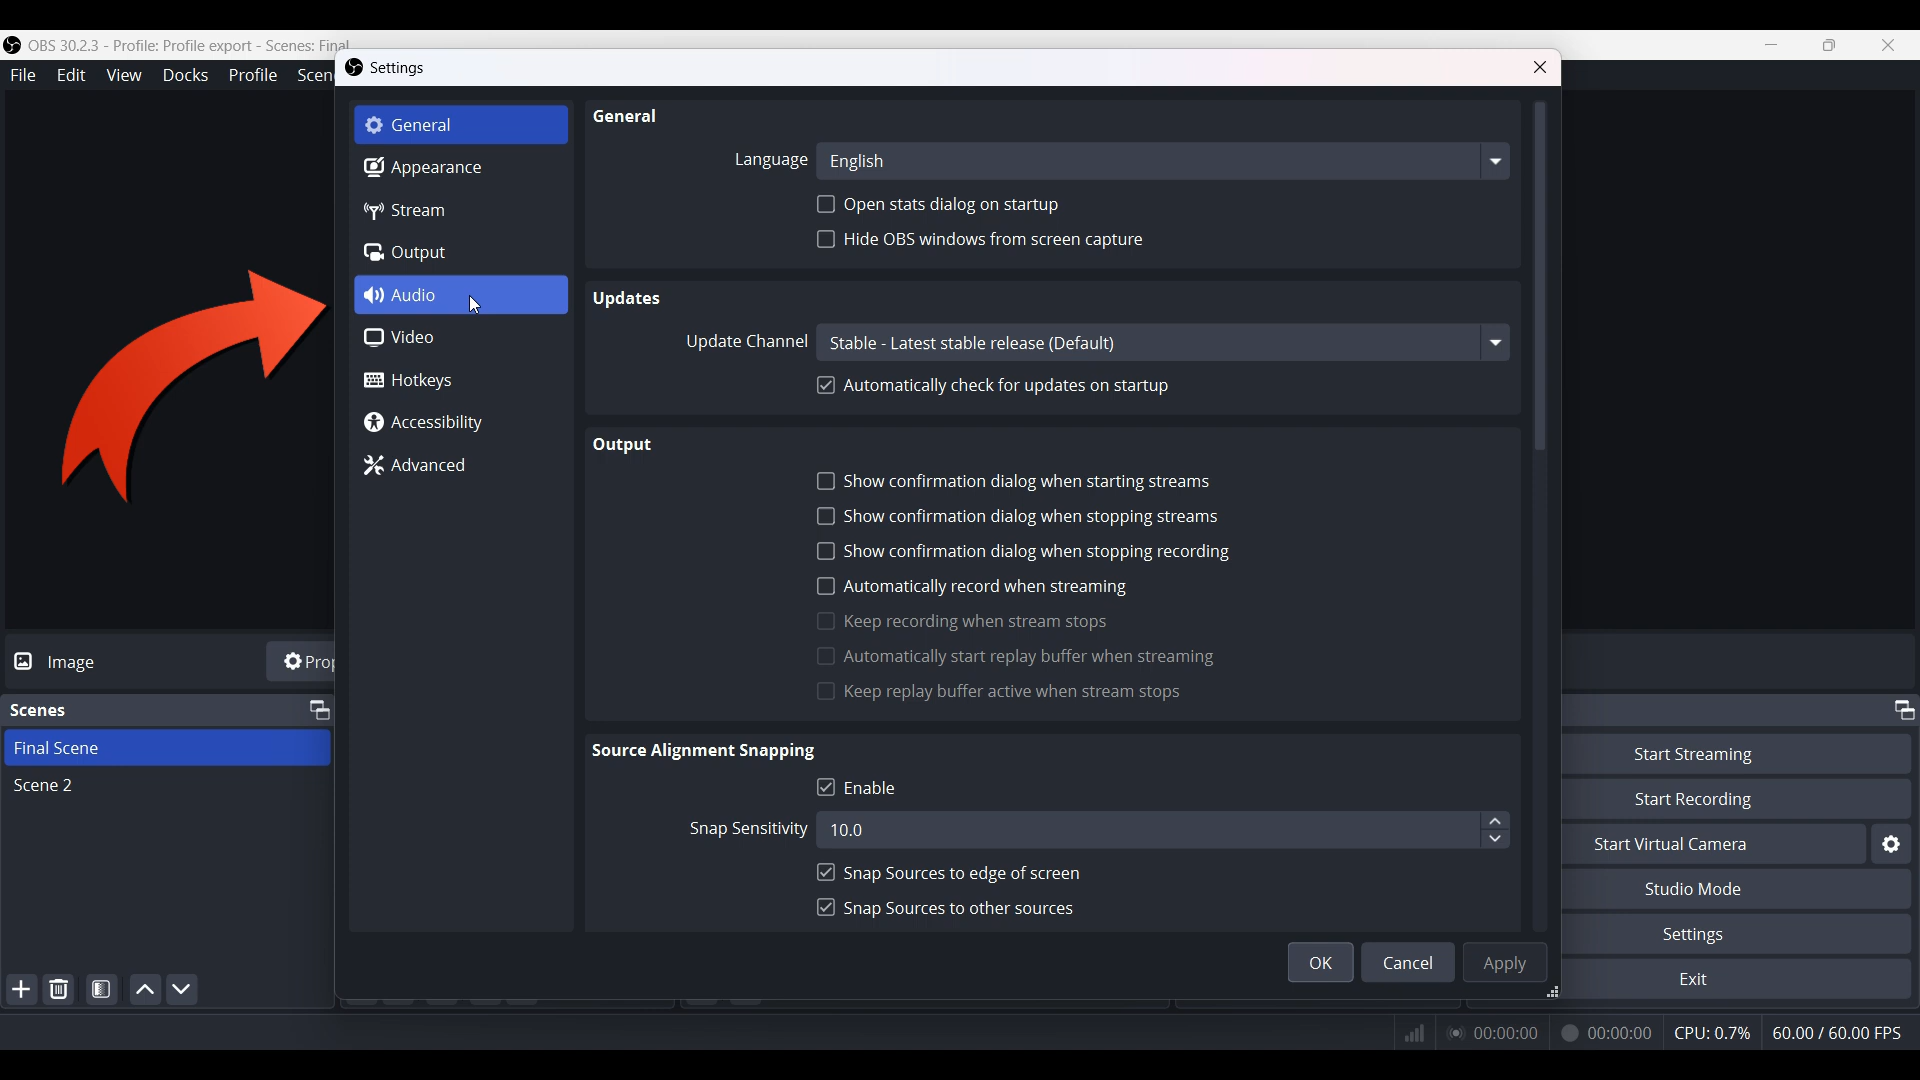 OBS 30.2.3 - Profile: Profile export - Scenes: Final
File Edit View Docks Profile
Settings
General
Appearance
Stream
Output
Audio
Video
Hotkeys
Accessibility
Advanced
General
Language English
Open stats dialog on startup
Hide OBS windows from screen capture
Updates
Update Channel Stable - Latest stable release (Default)
Automatically check for updates on startup
Output
Show confirmation dialog when starting streams
Show confirmation dialog when stopping streams
Show confirmation dialog when stopping recording
Automatically record when streaming
Keep recording when stream stops
Automatically start replay buffer when streaming
Keep replay buffer active when stream stops
Source Alignment Snapping
Enable
Snap Sensitivity 10.0
Snap Sources to edge of screen
Snap Sources to other sources
OK Cancel Apply
Image
Scenes
Final Scene
Scene 2
Start Streaming
Start Recording
Start Virtual Camera
Studio Mode
Settings
Exit
00:00:00 00:00:00 CPU: 0.7% 60.00 / 60.00 FPS